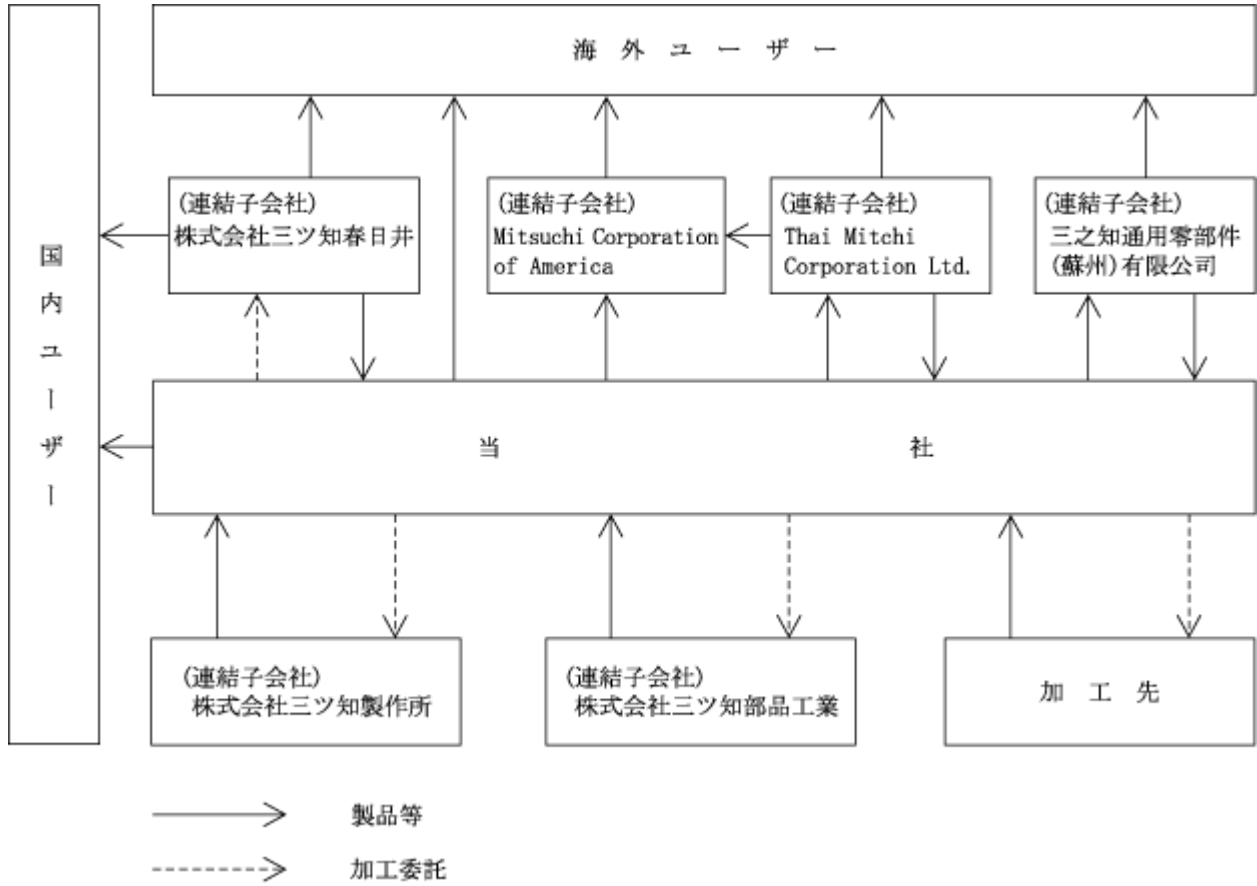 海外ユーザー
国内ユーザー
(連結子会社)
株式会社三ツ知春日井
(連結子会社)
Mitsuchi Corporation
of America
(連結子会社)
Thai Mitchi
Corporation Ltd.
(連結子会社)
三之知通用零部件
(蘇州)有限公司
当社
(連結子会社)
株式会社三ツ知製作所
(連結子会社)
株式会社三ツ知部品工業
加工先
製品等
加工委託